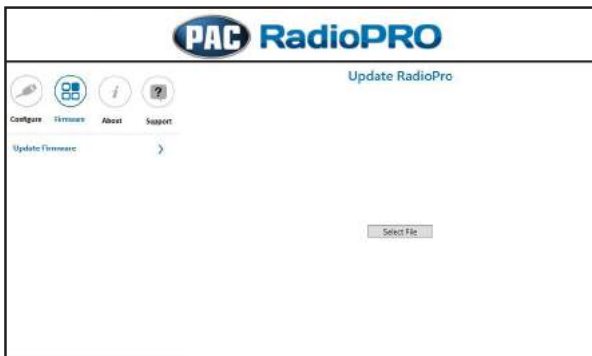 PAC RadioPRO
Update RadioPro
Configure Firmware About Support
Update Firmware
Select File